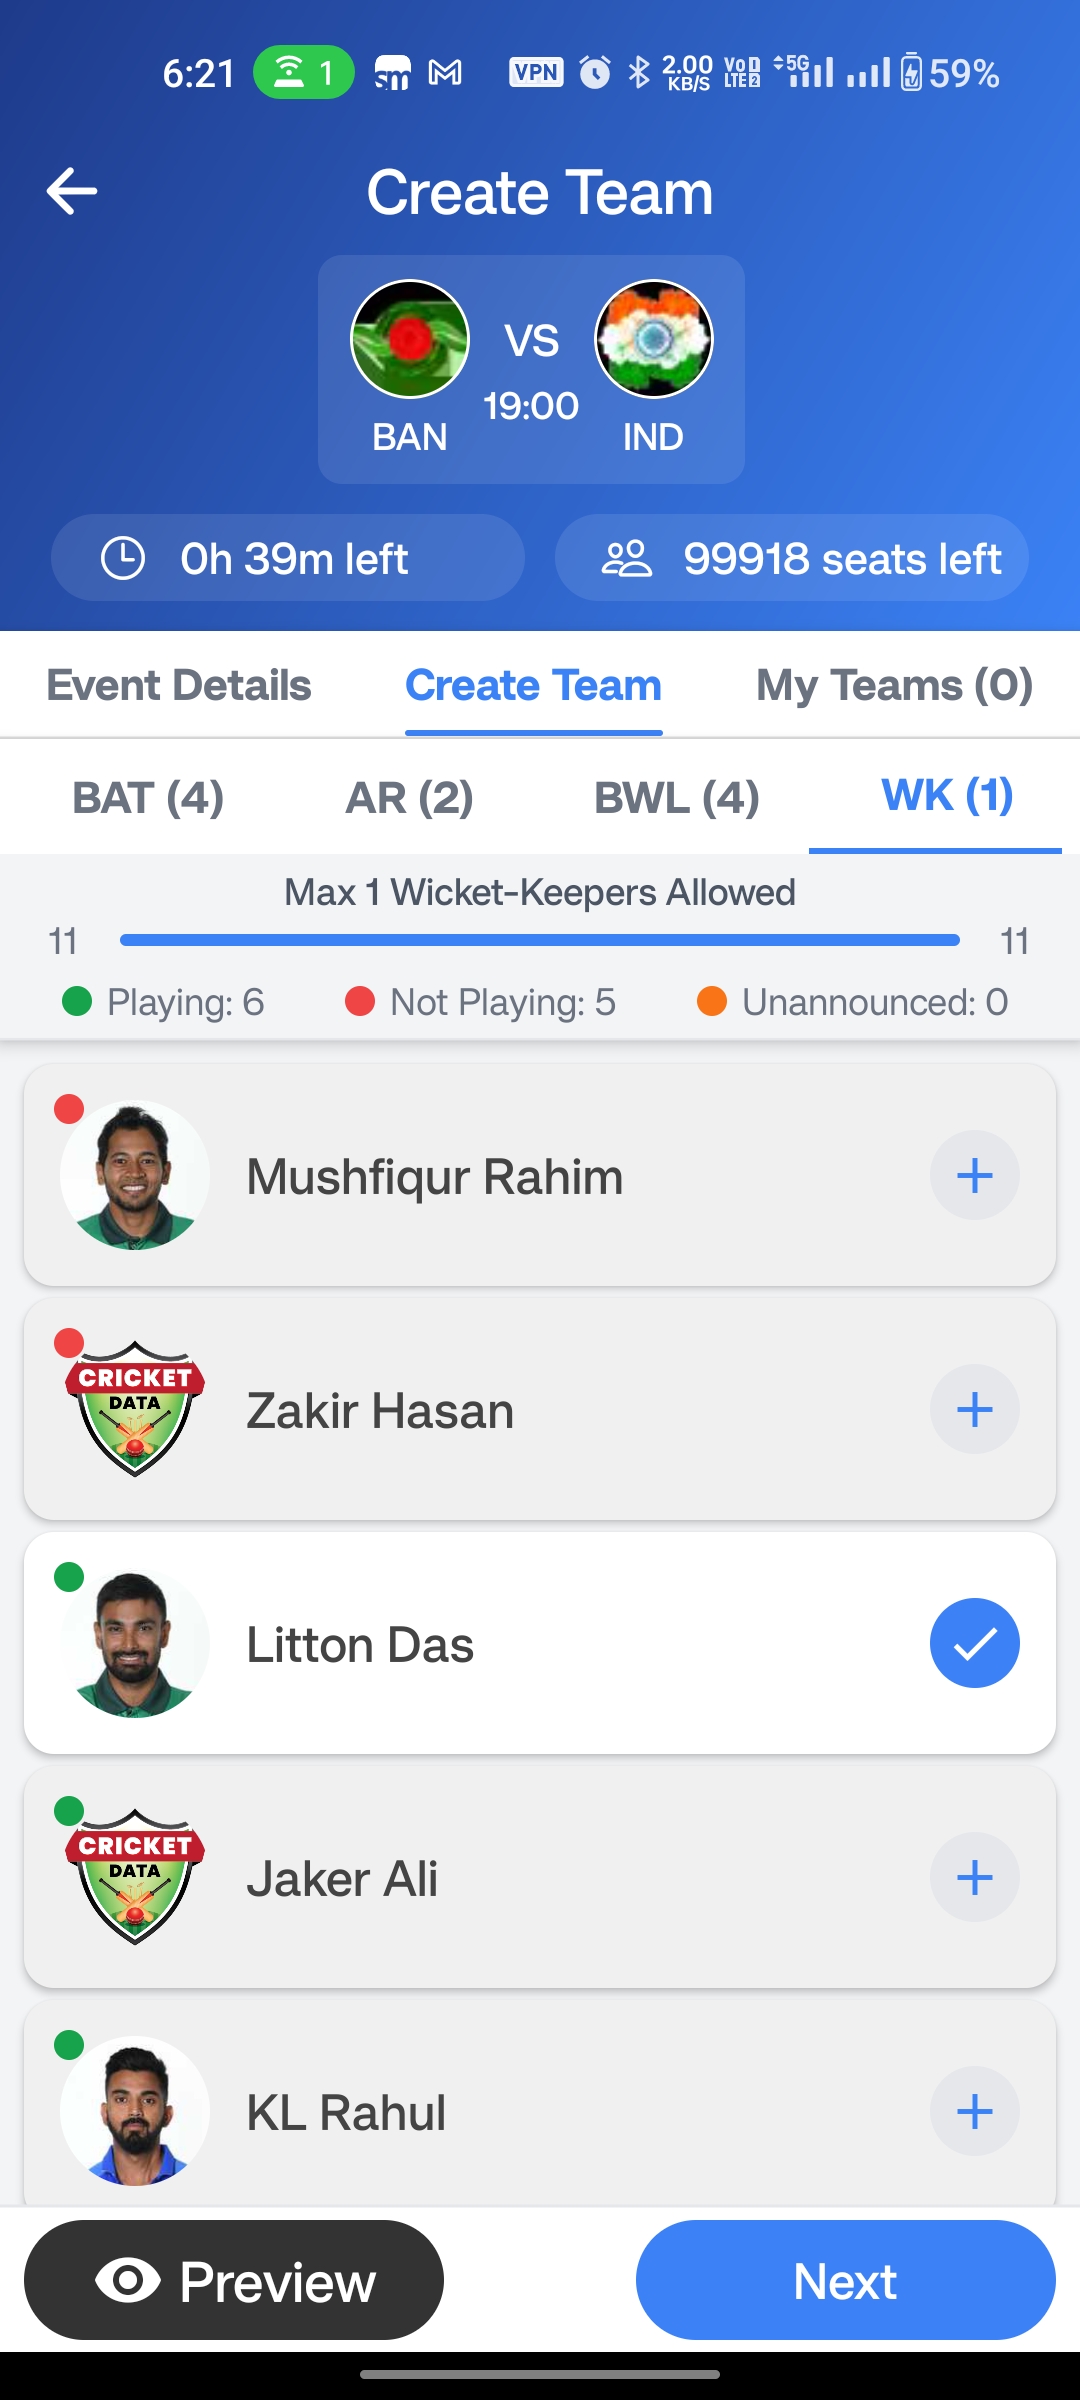 6:21 1 sm VPN 2.00 KB/S VoD LTE2 5G 59%
Create Team
BAN VS IND
19:00
0h 39m left
99918 seats left
Event Details Create Team My Teams (0)
BAT (4) AR (2) BWL (4) WK (1)
Max 1 Wicket-Keepers Allowed
11 11
Playing: 6 Not Playing: 5 Unannounced: 0
Mushfiqur Rahim
CRICKET
DATA
Zakir Hasan
Litton Das
CRICKET
DATA
Jaker Ali
KL Rahul
Preview Next